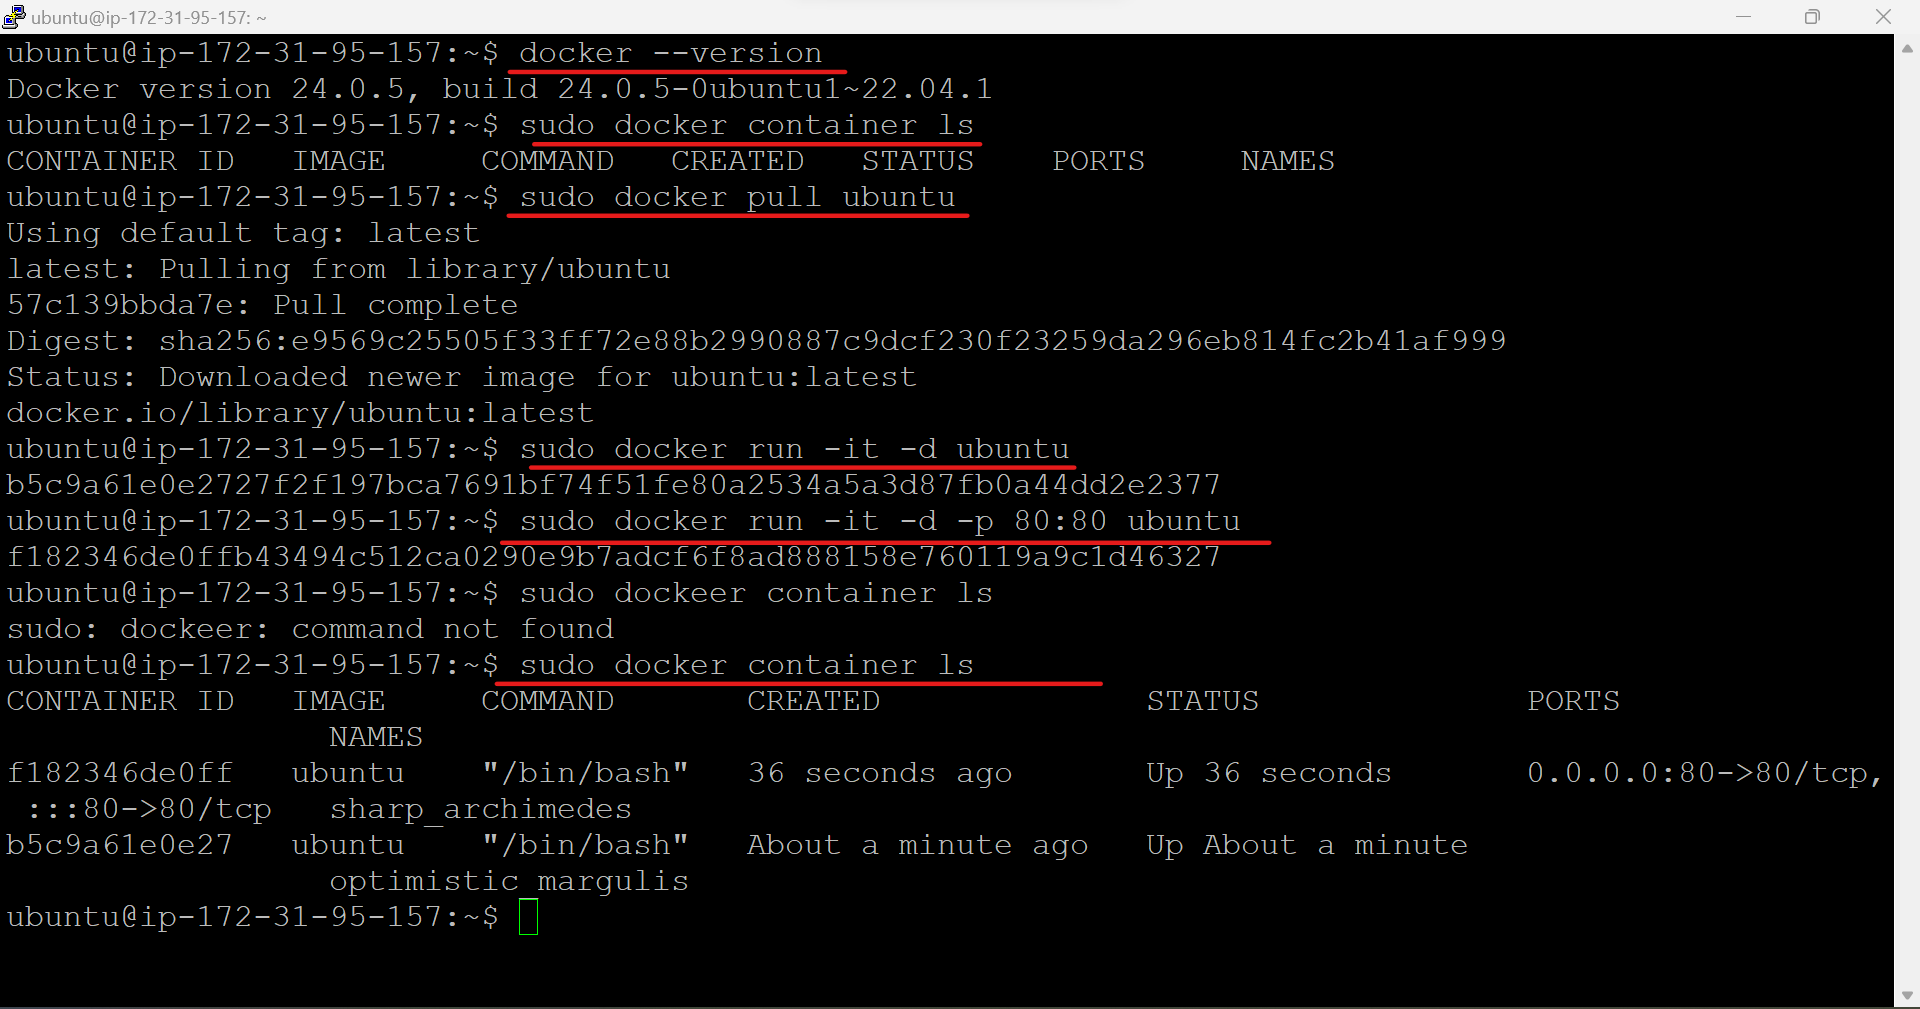 ubuntu@ip-172-31-95-157: ~
ubuntu@ip-172-31-95-157:~$ docker --version
Docker version 24.0.5, build 24.0.5-0ubuntu1~22.04.1
ubuntu@ip-172-31-95-157:~$ sudo docker container ls
CONTAINER ID   IMAGE     COMMAND   CREATED   STATUS    PORTS     NAMES
ubuntu@ip-172-31-95-157:~$ sudo docker pull ubuntu
Using default tag: latest
latest: Pulling from library/ubuntu
57c139bbda7e: Pull complete
Digest: sha256:e9569c25505f33ff72e88b2990887c9dcf230f23259da296eb814fc2b41af999
Status: Downloaded newer image for ubuntu:latest
docker.io/library/ubuntu:latest
ubuntu@ip-172-31-95-157:~$ sudo docker run -it -d ubuntu
b5c9a61e0e2727f2f197bca7691bf74f51fe80a2534a5a3d87fb0a44dd2e2377
ubuntu@ip-172-31-95-157:~$ sudo docker run -it -d -p 80:80 ubuntu
f182346de0ffb43494c512ca0290e9b7adcf6f8ad888158e760119a9c1d46327
ubuntu@ip-172-31-95-157:~$ sudo dockeer container ls
sudo: dockeer: command not found
ubuntu@ip-172-31-95-157:~$ sudo docker container ls
CONTAINER ID   IMAGE     COMMAND       CREATED              STATUS              PORTS
NAMES
f182346de0ff   ubuntu    "/bin/bash"   36 seconds ago       Up 36 seconds       0.0.0.0:80->80/tcp,
:::80->80/tcp   sharp_archimedes
b5c9a61e0e27   ubuntu    "/bin/bash"   About a minute ago   Up About a minute
optimistic_margulis
ubuntu@ip-172-31-95-157:~$